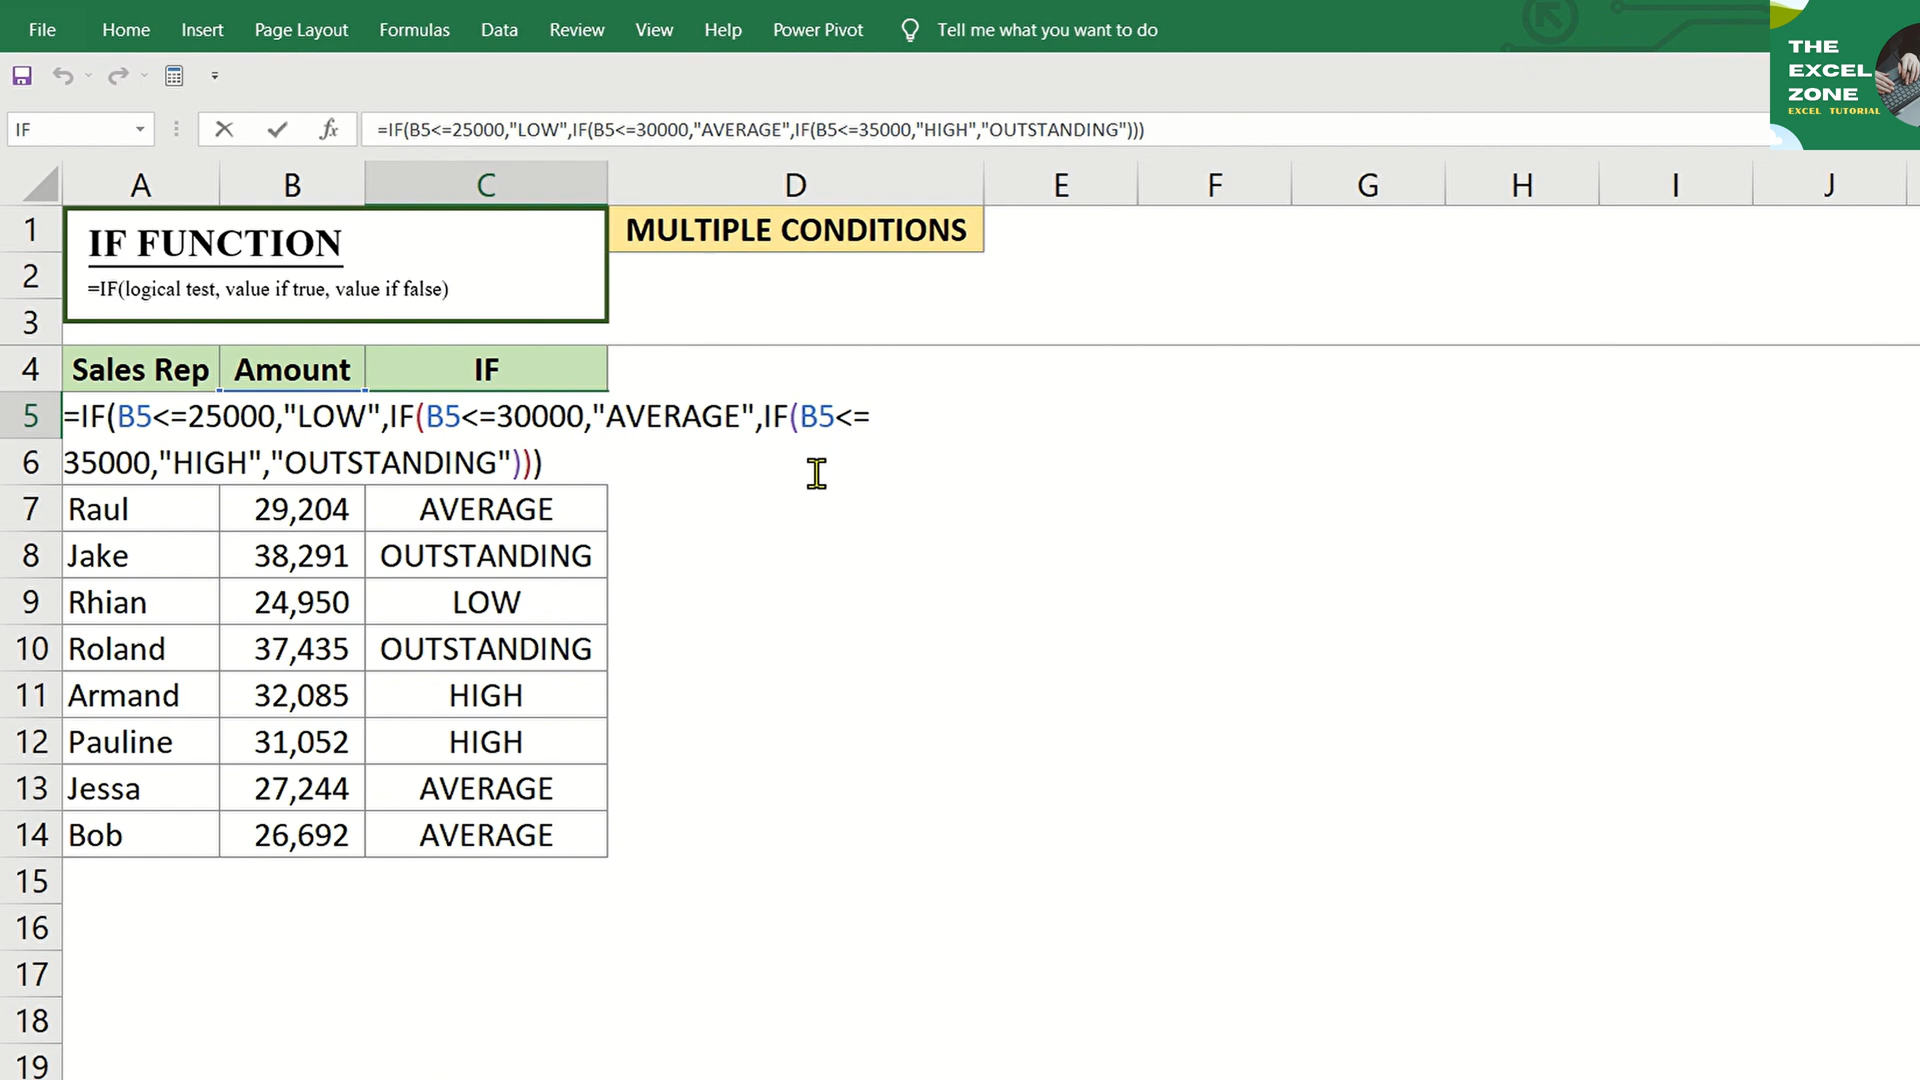 File Home Insert Page Layout Formulas Data Review View Help Power Pivot Tell me what you want to do
THE
EXCEL
ZONE
EXCEL TUTORIAL
IF fx =IF(B5<=25000,"LOW",IF(B5<=30000,"AVERAGE",IF(B5<=35000,"HIGH","OUTSTANDING")))
A B C D E F G H I J
1 IF FUNCTION MULTIPLE CONDITIONS
2 =IF(logical test, value if true, value if false)
3
4 Sales Rep Amount IF
5 =IF(B5<=25000,"LOW",IF(B5<=30000,"AVERAGE",IF(B5<=
6 35000,"HIGH","OUTSTANDING")))
7 Raul 29,204 AVERAGE
8 Jake 38,291 OUTSTANDING
9 Rhian 24,950 LOW
10 Roland 37,435 OUTSTANDING
11 Armand 32,085 HIGH
12 Pauline 31,052 HIGH
13 Jessa 27,244 AVERAGE
14 Bob 26,692 AVERAGE
15
16
17
18
19